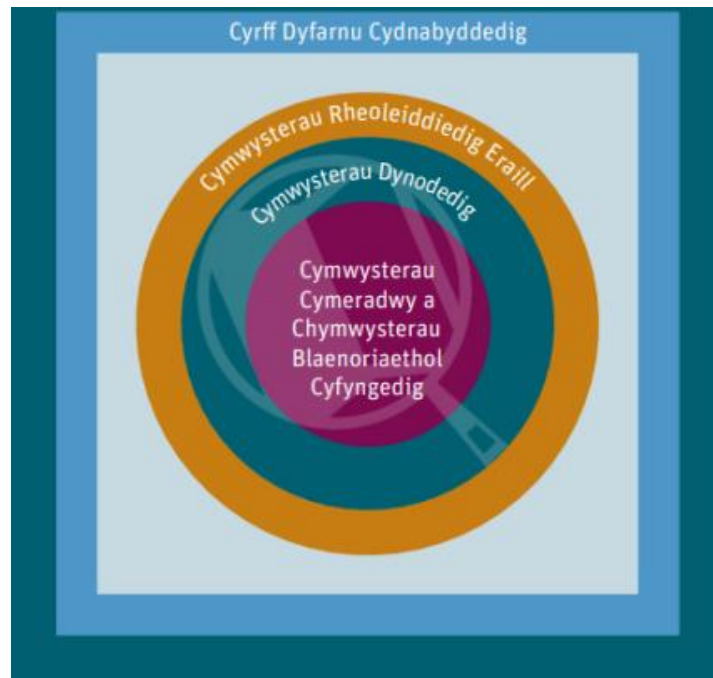 Cyrff Dyfarnu Cydnabyddedig
Cymwysterau Rheoleiddiedig Eraill
Cymwysterau Dynodedig
Cymwysterau
Cymeradwy a
Chymwysterau
Blaenoriaethol
Cyfyngedig